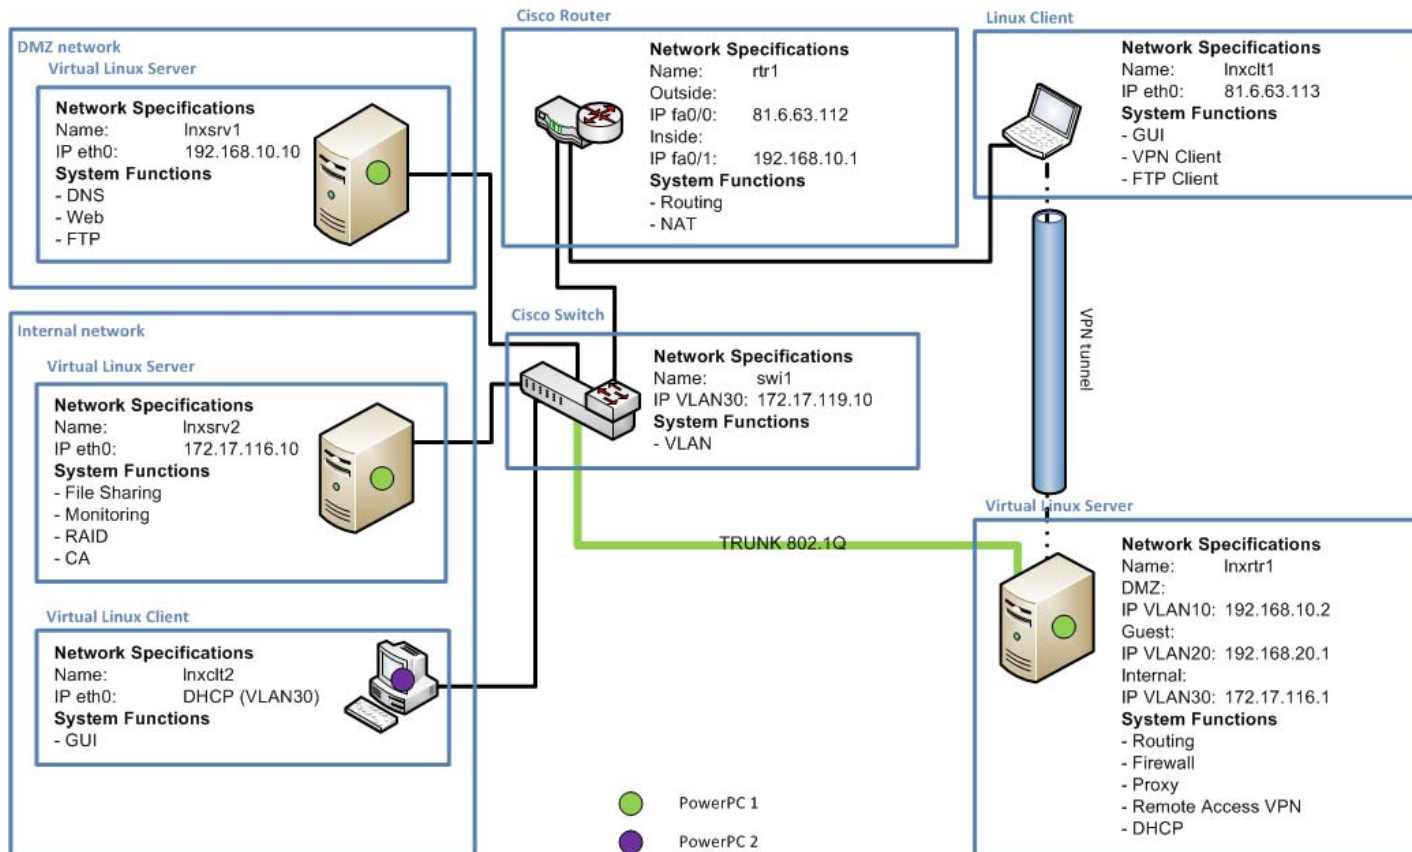 DMZ network
Virtual Linux Server
Network Specifications
Name: lnxsrv1
IP eth0: 192.168.10.10
System Functions
- DNS
- Web
- FTP
Cisco Router
Network Specifications
Name: rtr1
Outside:
IP fa0/0: 81.6.63.112
Inside:
IP fa0/1: 192.168.10.1
System Functions
- Routing
- NAT
Linux Client
Network Specifications
Name: lnxclt1
IP eth0: 81.6.63.113
System Functions
- GUI
- VPN Client
- FTP Client
Internal network
Virtual Linux Server
Network Specifications
Name: lnxsrv2
IP eth0: 172.17.116.10
System Functions
- File Sharing
- Monitoring
- RAID
- CA
Cisco Switch
Network Specifications
Name: swi1
IP VLAN30: 172.17.119.10
System Functions
- VLAN
VPN tunnel
TRUNK 802.1Q
Virtual Linux Client
Network Specifications
Name: lnxclt2
IP eth0: DHCP (VLAN30)
System Functions
- GUI
Virtual Linux Server
Network Specifications
Name: lnxrtr1
DMZ:
IP VLAN10: 192.168.10.2
Guest:
IP VLAN20: 192.168.20.1
Internal:
IP VLAN30: 172.17.116.1
System Functions
- Routing
- Firewall
- Proxy
- Remote Access VPN
- DHCP
PowerPC 1
PowerPC 2